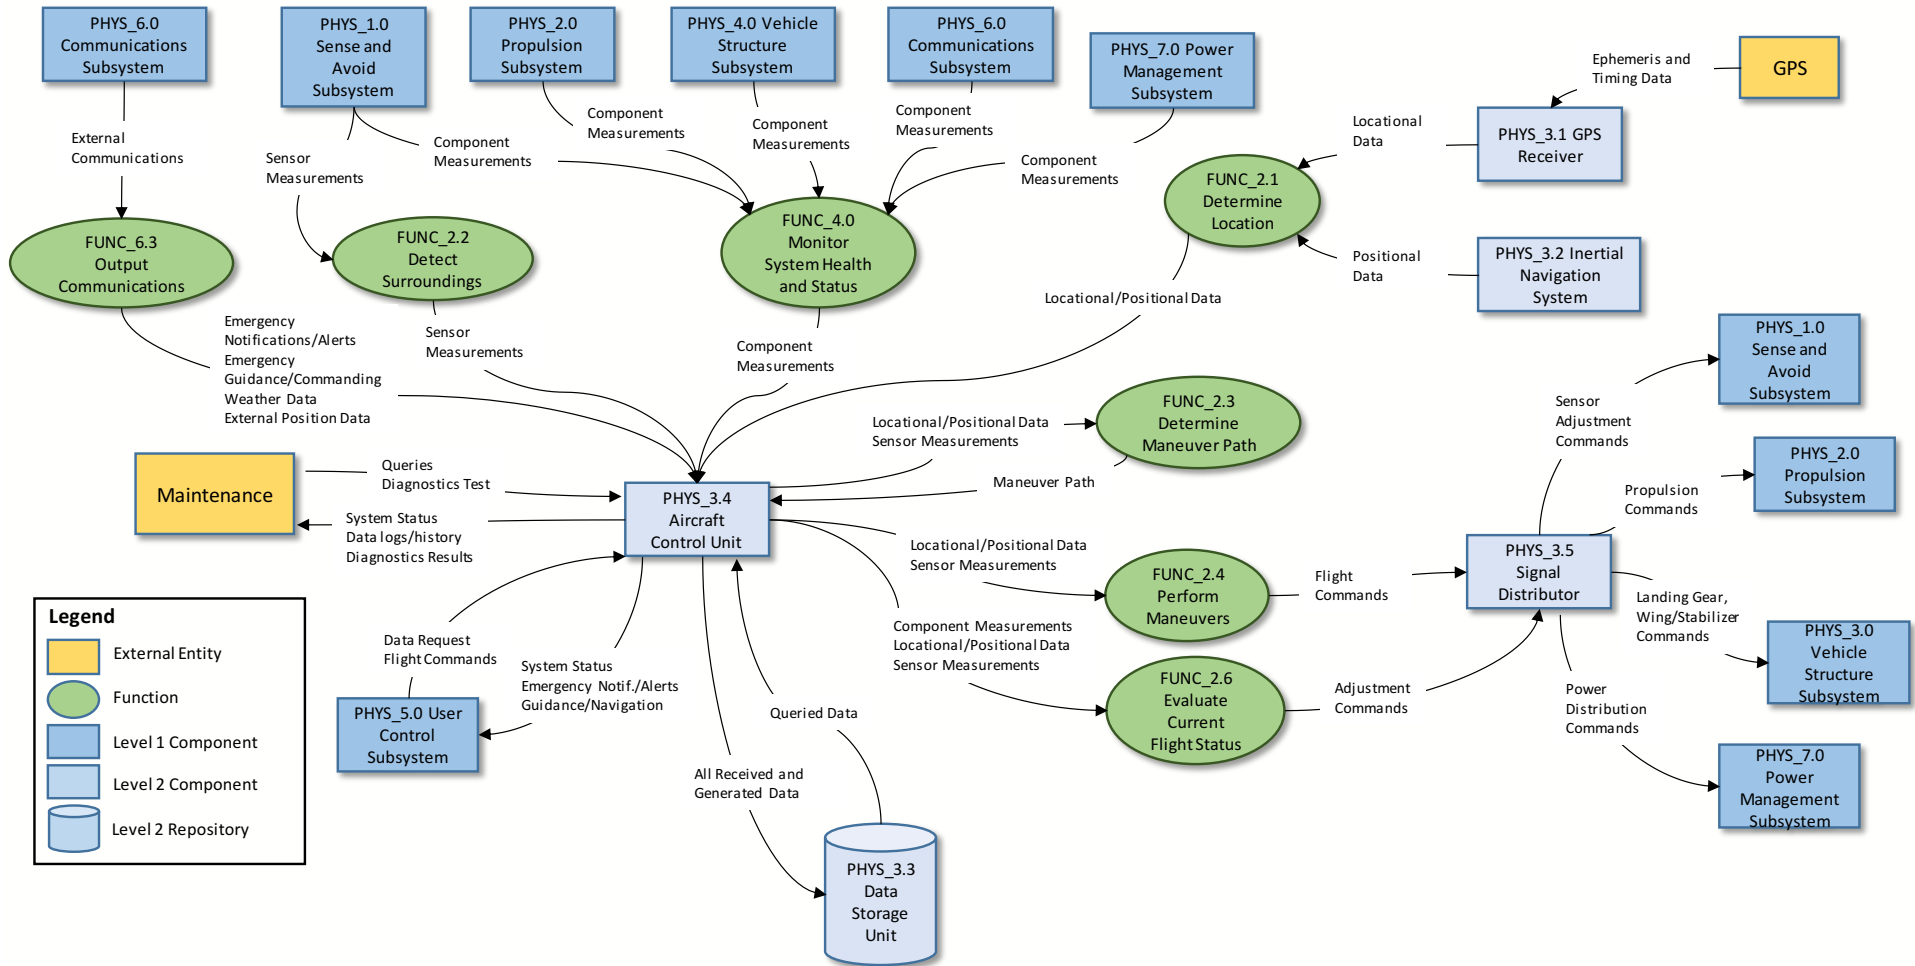 PHYS_6.0
Communications
Subsystem
PHYS_1.0
Sense and
Avoid
Subsystem
PHYS_2.0
Propulsion
Subsystem
PHYS_4.0 Vehicle
Structure
Subsystem
PHYS_6.0
Communications
Subsystem
PHYS_7.0 Power
Management
Subsystem
Ephemeris and
Timing Data
GPS
External
Communications
Sensor
Measurements
Component
Measurements
Component
Measurements
Component
Measurements
Component
Measurements
Component
Measurements
Locational
Data
PHYS_3.1 GPS
Receiver
FUNC_6.3
Output
Communications
FUNC_2.2
Detect
Surroundings
FUNC_4.0
Monitor
System Health
and Status
FUNC_2.1
Determine
Location
Positional
Data
PHYS_3.2 Inertial
Navigation
System
Emergency
Notifications/Alerts
Emergency
Guidance/Commanding
Weather Data
External Position Data
Sensor
Measurements
Component
Measurements
Locational/Positional Data
PHYS_1.0
Sense and
Avoid
Subsystem
Locational/Positional Data
Sensor Measurements
FUNC_2.3
Determine
Maneuver Path
Sensor
Adjustment
Commands
Maintenance
Queries
Diagnostics Test
System Status
Data logs/history
Diagnostics Results
PHYS_3.4
Aircraft
Control Unit
Maneuver Path
Propulsion
Commands
PHYS_2.0
Propulsion
Subsystem
Locational/Positional Data
Sensor Measurements
FUNC_2.4
Perform
Maneuvers
Flight
Commands
PHYS_3.5
Signal
Distributor
Landing Gear,
Wing/Stabilizer
Commands
PHYS_3.0
Vehicle
Structure
Subsystem
Legend
External Entity
Function
Level 1 Component
Level 2 Component
Level 2 Repository
Data Request
Flight Commands
System Status
Emergency Notif./Alerts
Guidance/Navigation
PHYS_5.0 User
Control
Subsystem
Component Measurements
Locational/Positional Data
Sensor Measurements
FUNC_2.6
Evaluate
Current
Flight Status
Adjustment
Commands
Power
Distribution
Commands
PHYS_7.0
Power
Management
Subsystem
Queried Data
All Received and
Generated Data
PHYS_3.3
Data
Storage
Unit